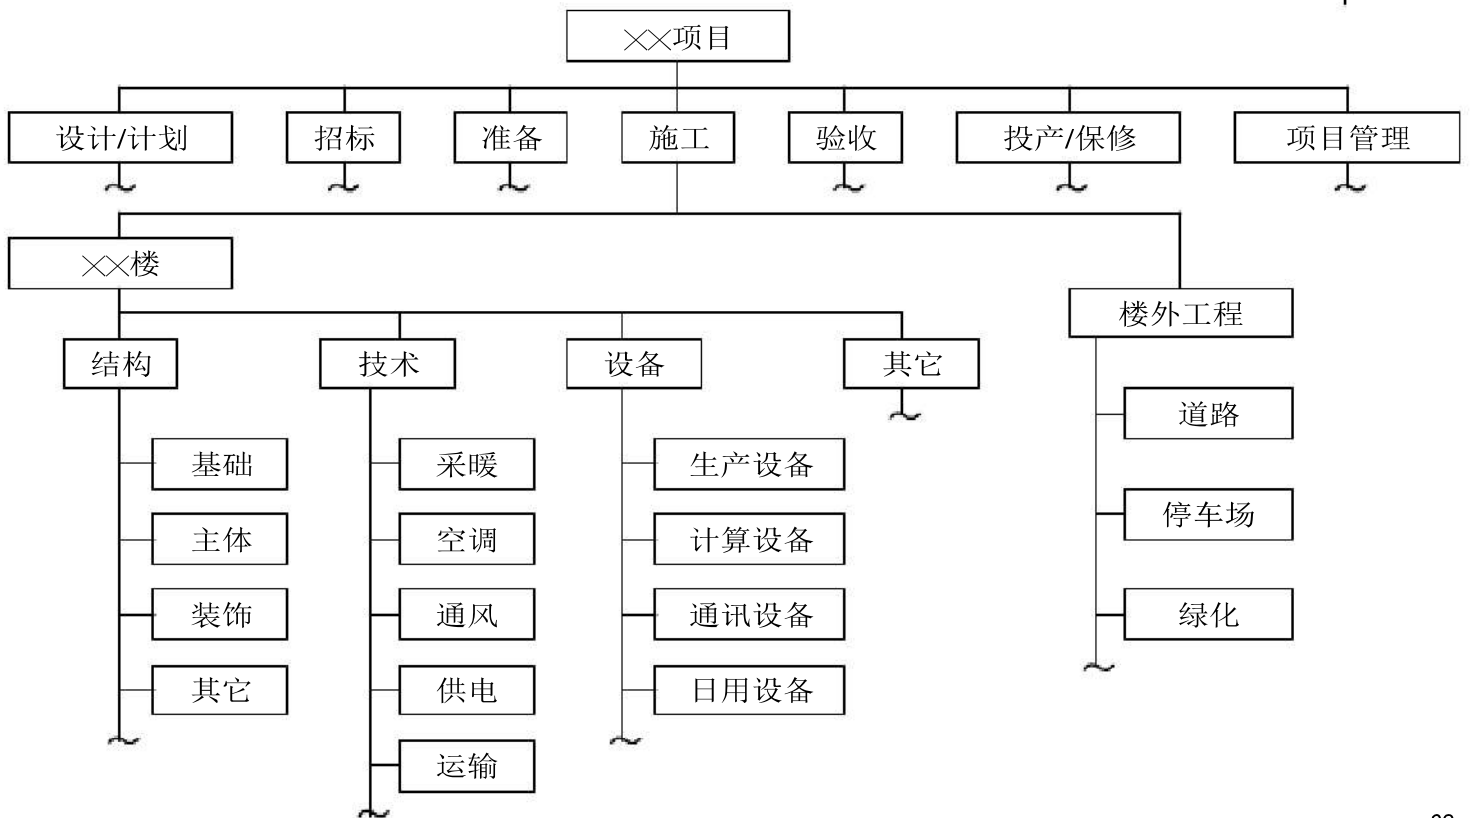 ××项目
设计/计划
招标
准备
施工
验收
投产/保修
项目管理
××楼
楼外工程
结构
技术
设备
其它
道路
基础
采暖
生产设备
停车场
主体
空调
计算设备
装饰
通风
通讯设备
绿化
其它
供电
日用设备
运输